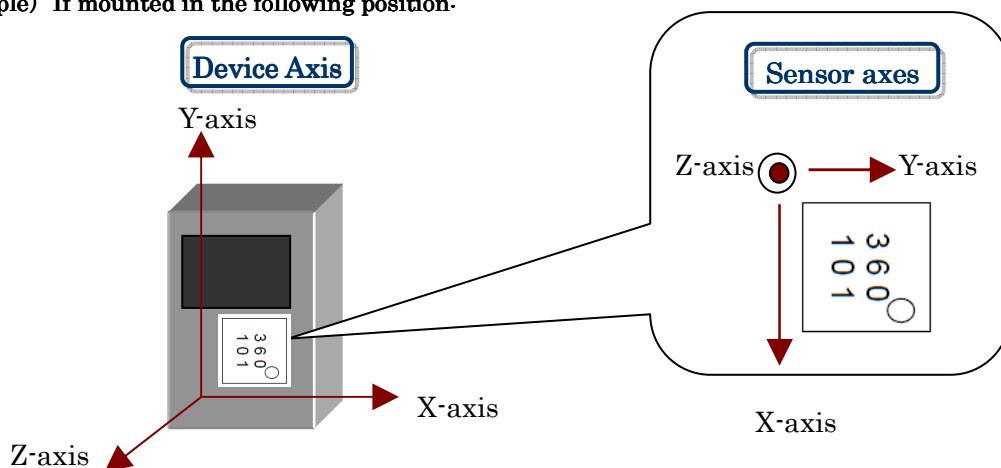 ple) If mounted in the following position.
Device Axis
Sensor axes
Y-axis
Z-axis
Y-axis
360
101
360
101
X-axis
X-axis
Z-axis